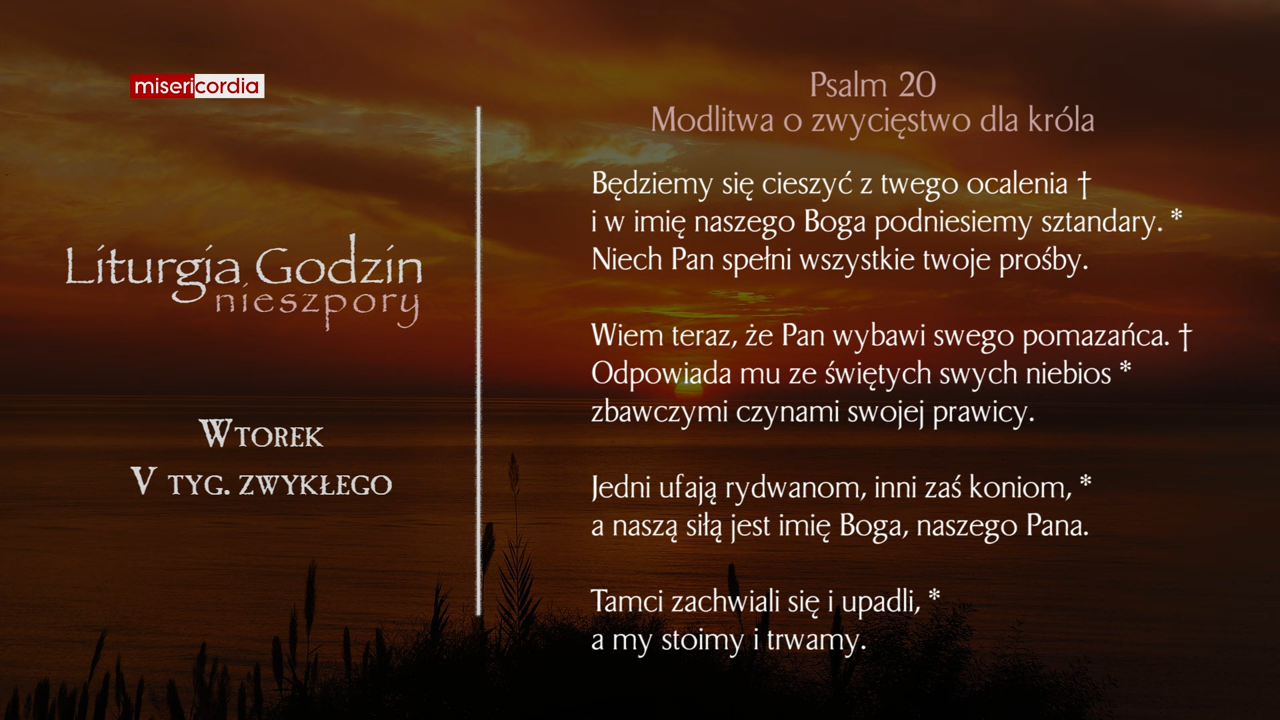 misericordia
Liturgia Godzin
nieszpory
Wtorek
V tyg. zwykłego
Psalm 20
Modlitwa o zwycięstwo dla króla
Będziemy się cieszyć z twego ocalenia †
i w imię naszego Boga podniesiemy sztandary. *
Niech Pan spełni wszystkie twoje prośby.
Wiem teraz, że Pan wybawi swego pomazańca. †
Odpowiada mu ze świętych swych niebios *
zbawczymi czynami swojej prawicy.
Jedni ufają rydwanom, inni zaś koniom, *
a naszą siłą jest imię Boga, naszego Pana.
Tamci zachwiali się i upadli, *
a my stoimy i trwamy.